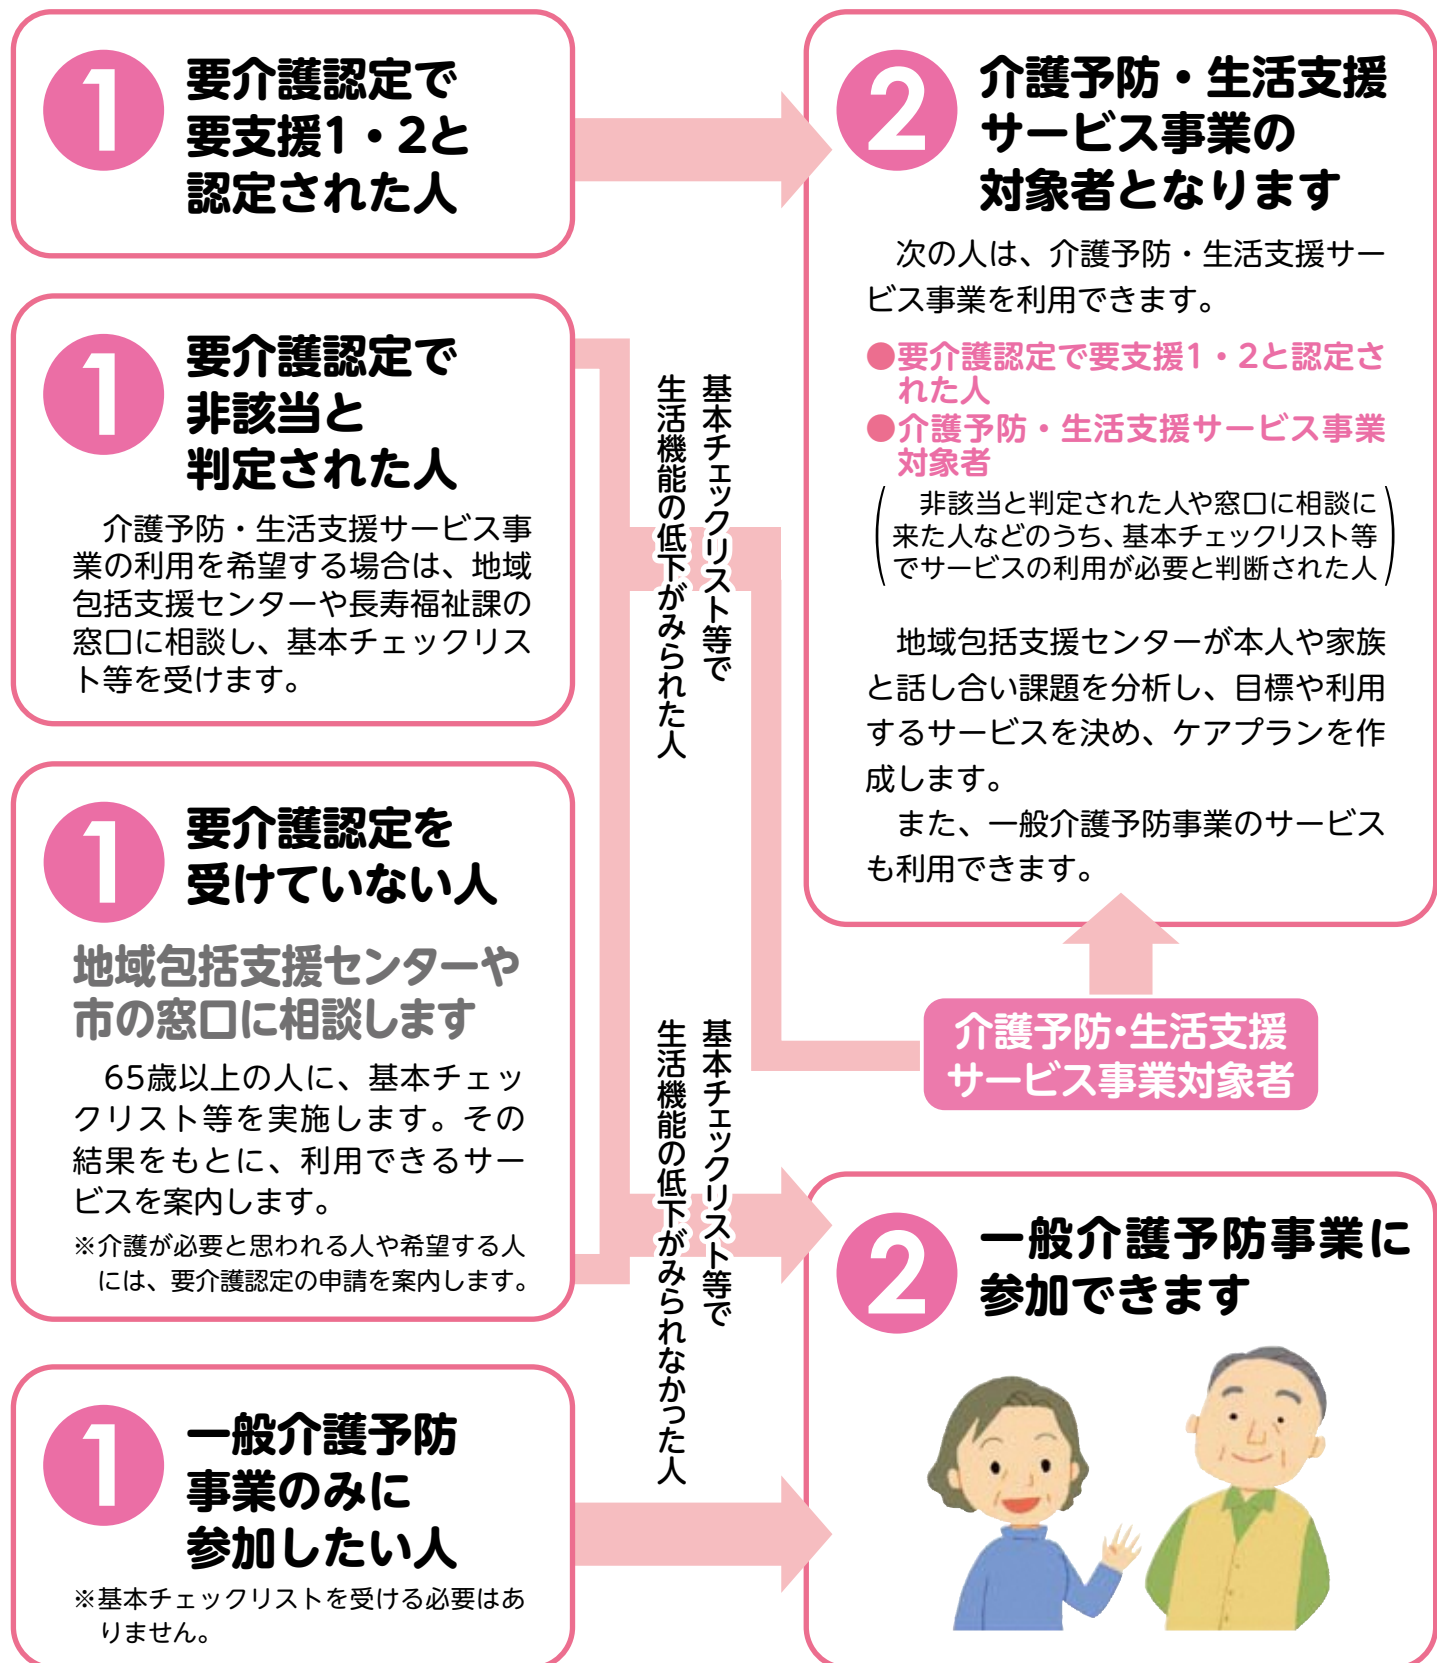 1
要介護認定で
要支援1・2と
認定された人
1
要介護認定で
非該当と
判定された人
介護予防・生活支援サービス事
業の利用を希望する場合は、地域
包括支援センターや長寿福祉課の
窓口に相談し、基本チェックリス
ト等を受けます。
1
要介護認定を
受けていない人
地域包括支援センターや
市の窓口に相談します
65歳以上の人に、基本チェッ
クリスト等を実施します。その
結果をもとに、利用できるサー
ビスを案内します。
※介護が必要と思われる人や希望する人
には、要介護認定の申請を案内します。
1
一般介護予防
事業のみに
参加したい人
※基本チェックリストを受ける必要はあ
りません。
基本チェックリスト等で
生活機能の低下がみられた人
基本チェックリスト等で
生活機能の低下がみられなかった人
2
介護予防・生活支援
サービス事業の
対象者となります
次の人は、介護予防・生活支援サー
ビス事業を利用できます。
●要介護認定で要支援1・2と認定さ
れた人
●介護予防・生活支援サービス事業
対象者
(非該当と判定された人や窓口に相談に
来た人などのうち、基本チェックリスト等
でサービスの利用が必要と判断された人)
地域包括支援センターが本人や家族
と話し合い課題を分析し、目標や利用
するサービスを決め、ケアプランを作
成します。
また、一般介護予防事業のサービス
も利用できます。
介護予防・生活支援
サービス事業対象者
2
一般介護予防事業に
参加できます